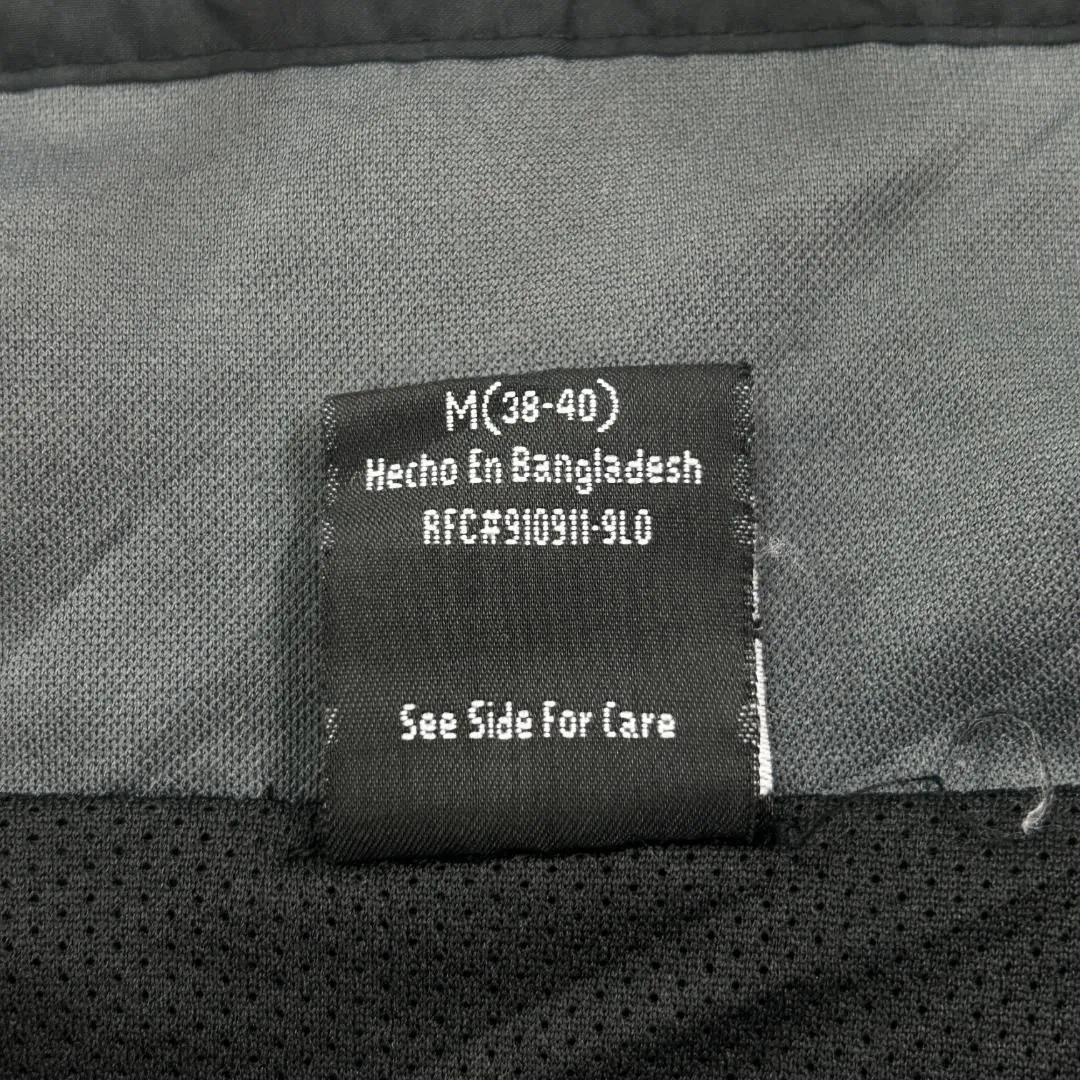 M(38-40)
Hecho En Bangladesh
RFC#910911-9L0
See Side For Care